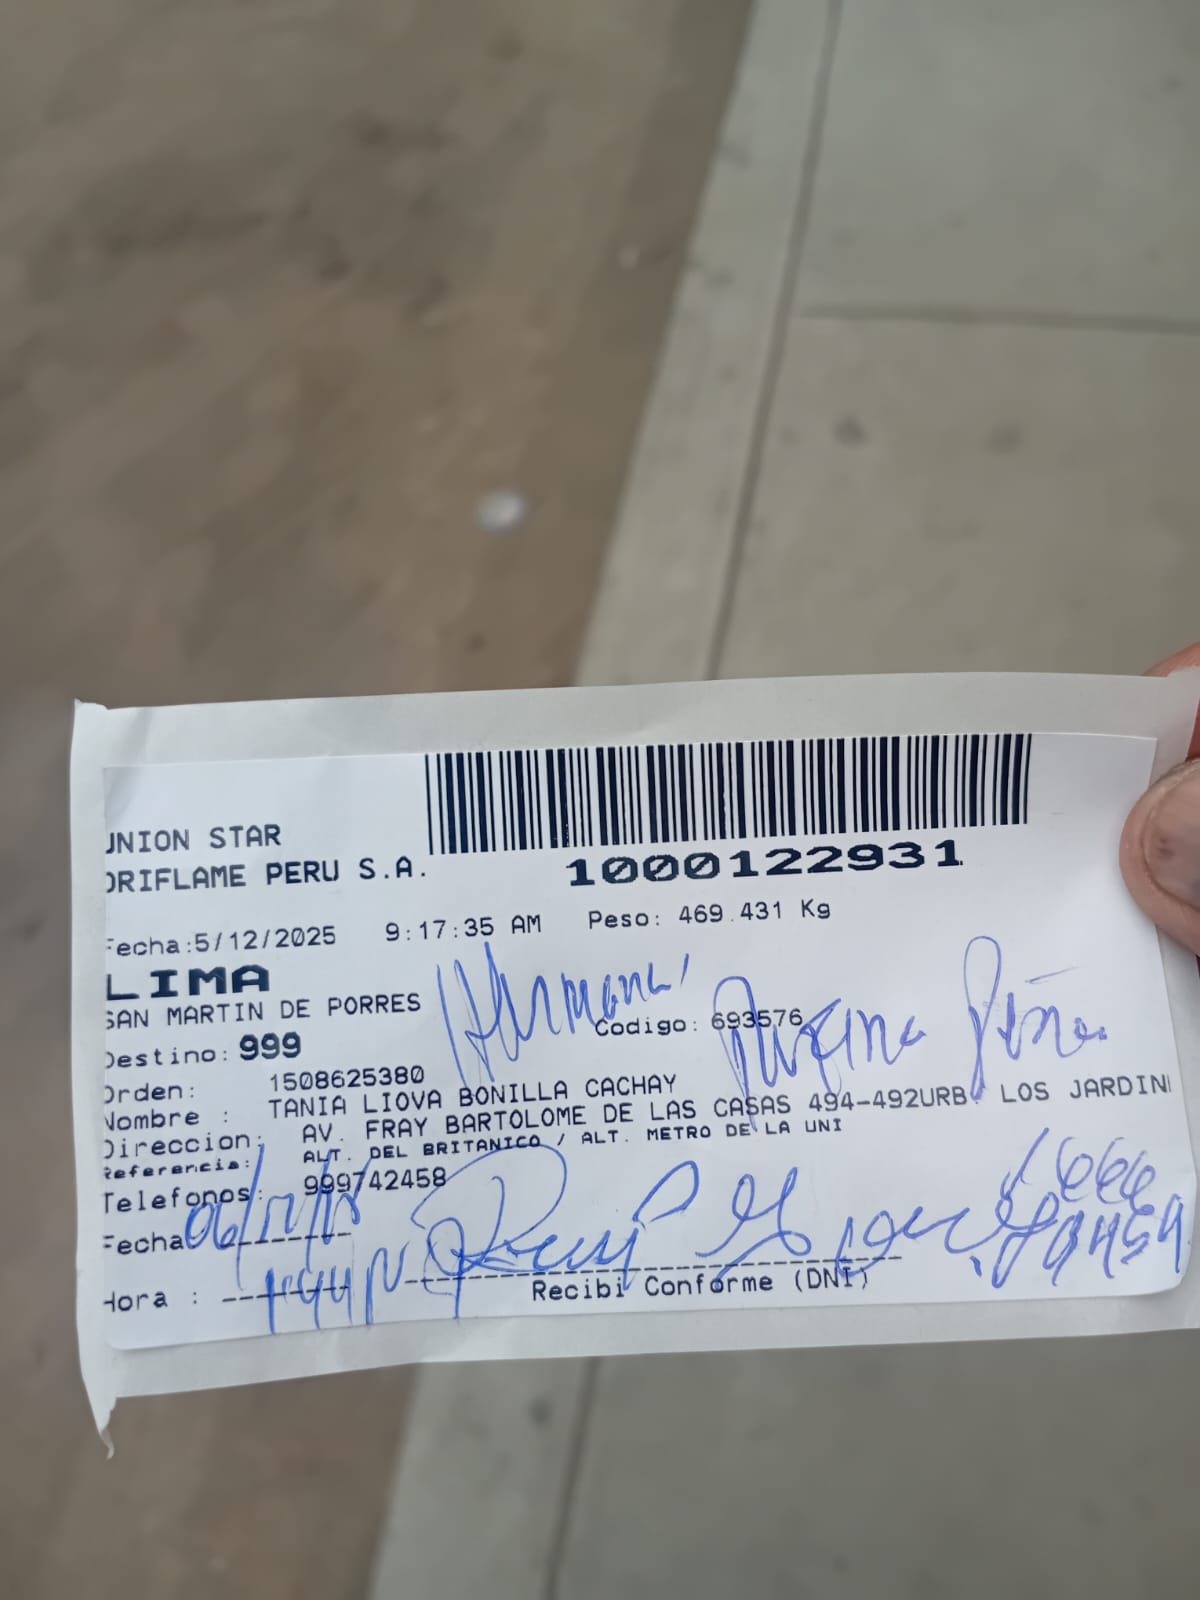 UNION STAR
ORIFLAME PERU S.A.
1000122931
Fecha:5/12/2025 9:17:35 AM Peso: 469.431 Kg
LIMA
SAN MARTIN DE PORRES
Hermana
Codigo: 693576
Destino: 999
Orden: 1508625380
Nombre : TANIA LIOVA BONILLA CACHAY
Direccion: AV. FRAY BARTOLOME DE LAS CASAS 494-492URB. LOS JARDIN
Referencia: ALT. DEL BRITANICO / ALT. METRO DE LA UNI
Telefonos: 999742458
Fecha
Hora :
Recibi Conforme (DNI)